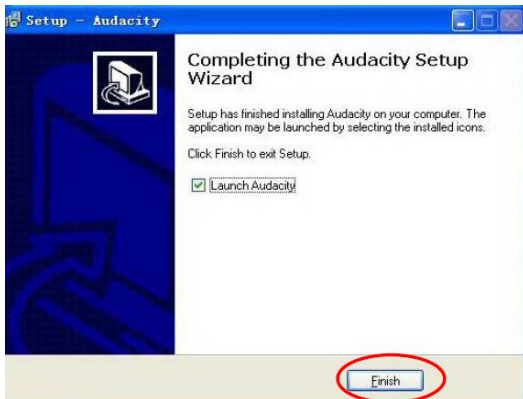 Setup - Audacity
Completing the Audacity Setup
Wizard
Setup has finished installing Audacity on your computer. The
application may be launched by selecting the installed icons.
Click Finish to exit Setup.
Launch Audacity
Finish